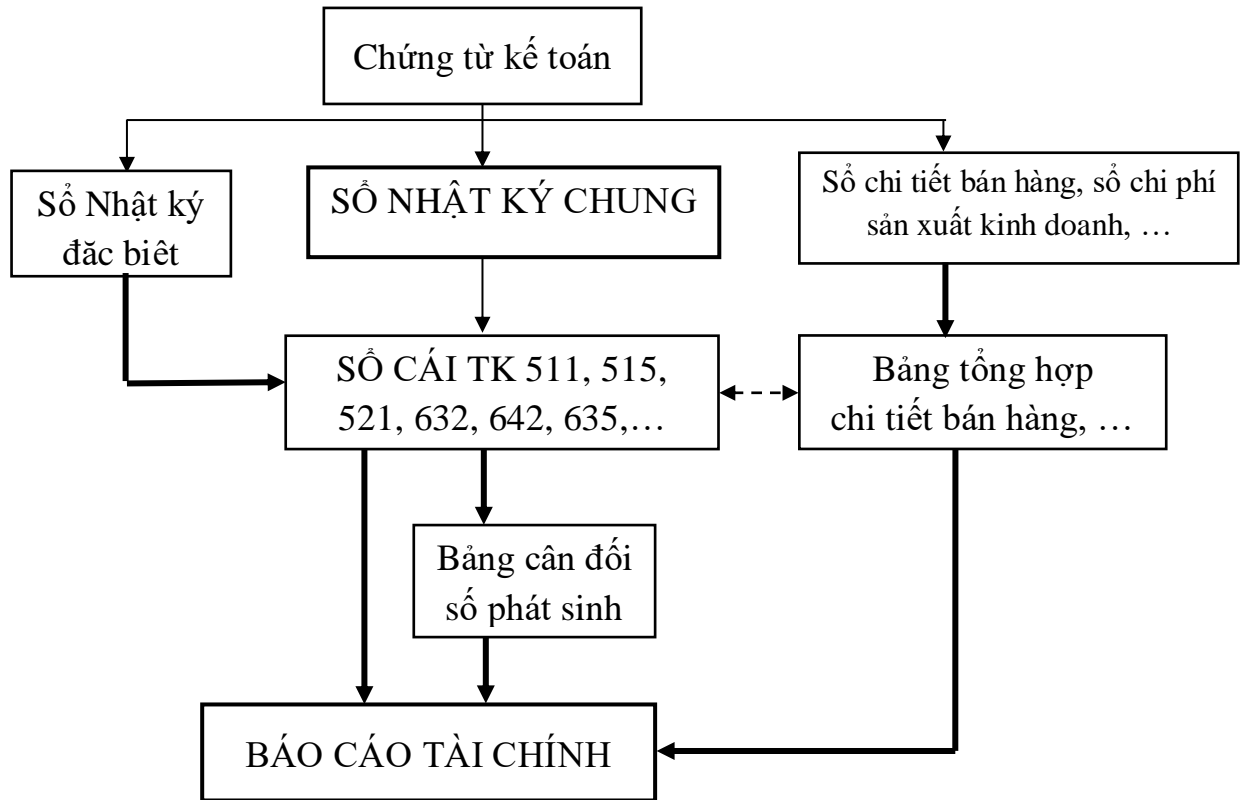 Chứng từ kế toán
Sổ Nhật ký
đăc biêt
SỔ NHẬT KÝ CHUNG
Sổ chi tiết bán hàng, sổ chi phí
sản xuất kinh doanh, …
SỔ CÁI TK 511, 515,
521, 632, 642, 635,…
Bảng tổng hợp
chi tiết bán hàng, …
Bảng cân đối
số phát sinh
BÁO CÁO TÀI CHÍNH